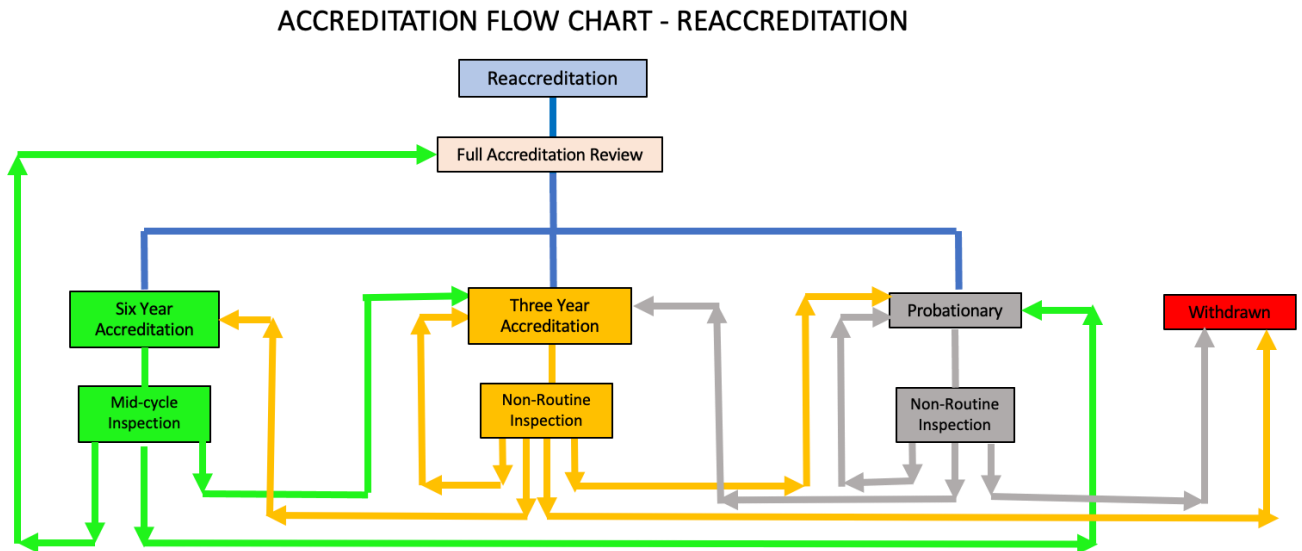 ACCREDITATION FLOW CHART - REACCREDITATION
Reaccreditation
Full Accreditation Review
Six Year
Accreditation
Three Year
Accreditation
Probationary
Withdrawn
Mid-cycle
Inspection
Non-Routine
Inspection
Non-Routine
Inspection